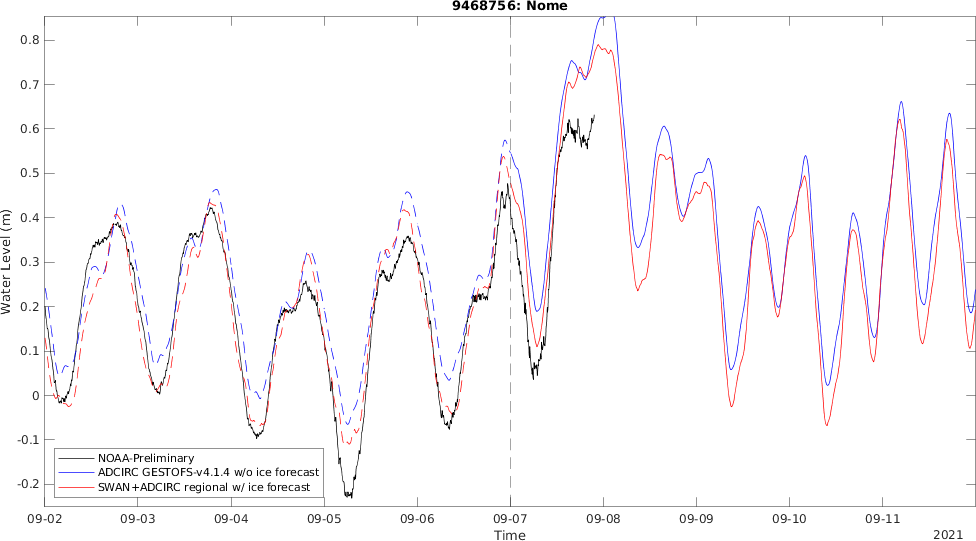 9468756: Nome
0.8
0.7
0.6
0.5
0.4
0.3
0.2
0.1
0
-0.1
-0.2
Water Level (m)
NOAA-Preliminary
ADCIRC GESTOFS-v4.1.4 w/o ice forecast
SWAN+ADCIRC regional w/ ice forecast
09-02 09-03 09-04 09-05 09-06 09-07 09-08 09-09 09-10 09-11
Time
2021